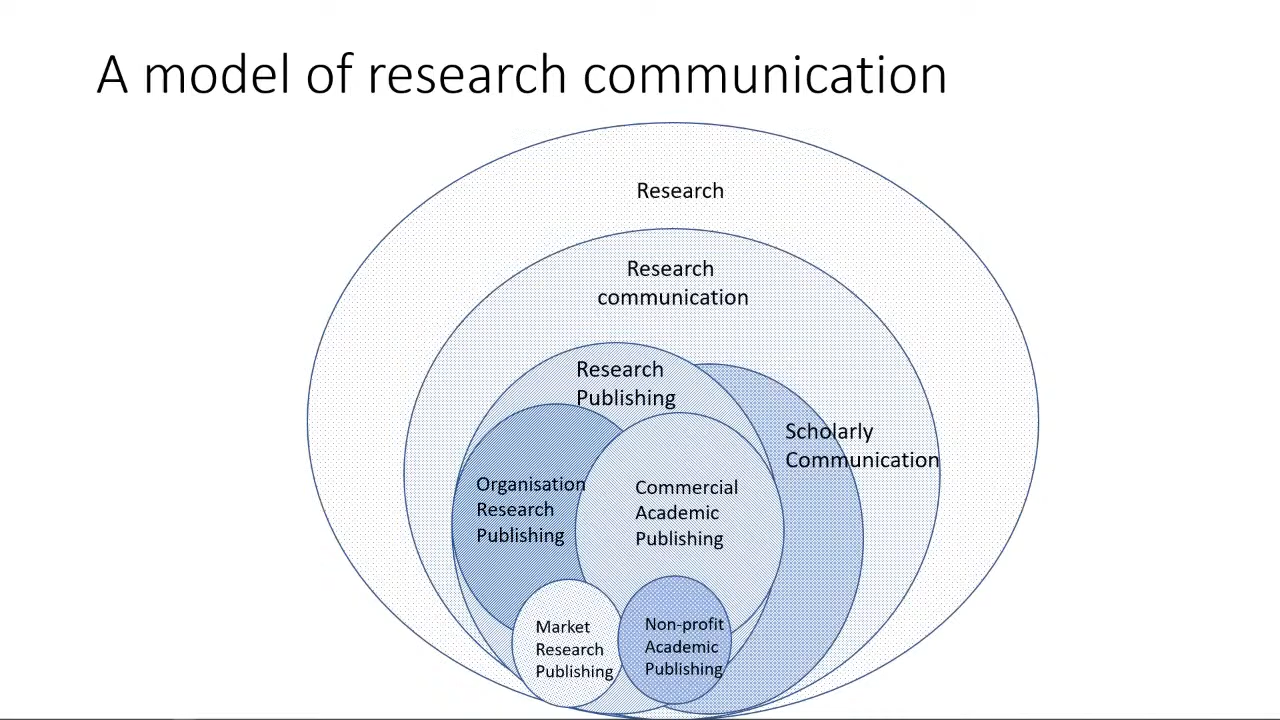 A model of research communication
Research
Research
communication
Research
Publishing
Scholarly
Communication
Organisation
Research
Publishing
Commercial
Academic
Publishing
Market
Research
Publishing
Non-profit
Academic
Publishing